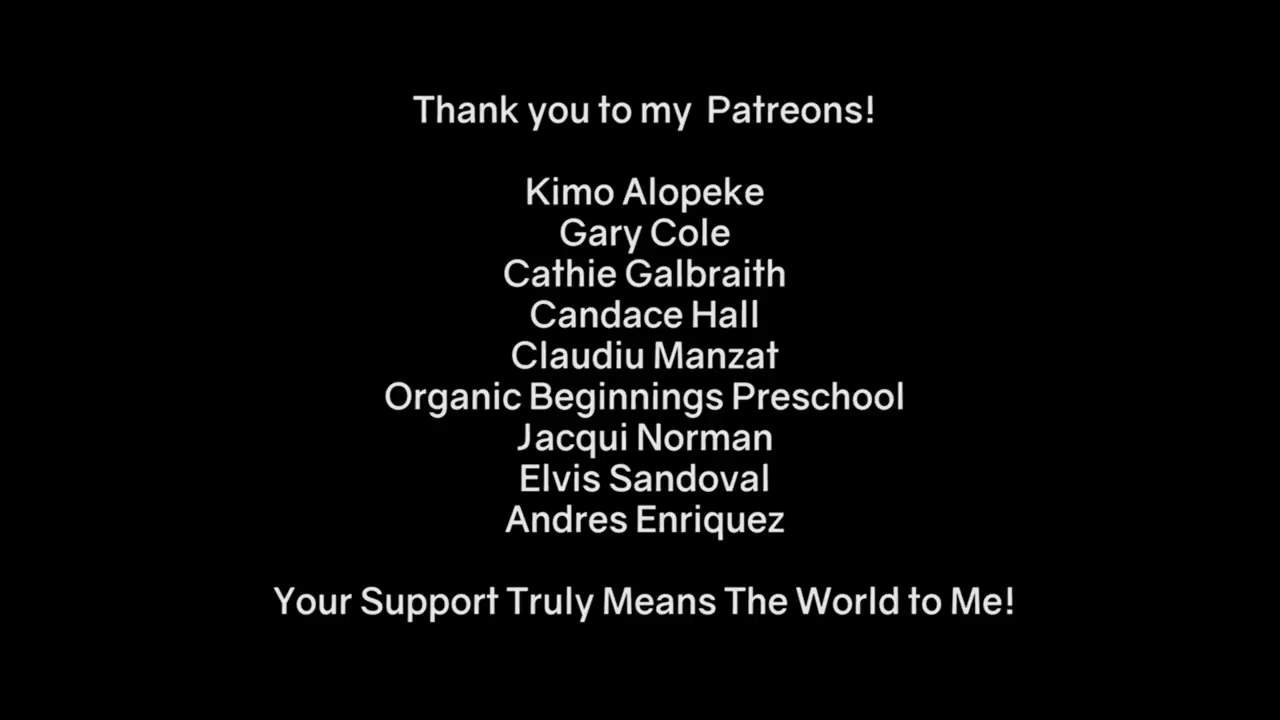 Thank you to my  Patreons!
Kimo Alopeke
Gary Cole
Cathie Galbraith
Candace Hall
Claudiu Manzat
Organic Beginnings Preschool
Jacqui Norman
Elvis Sandoval
Andres Enriquez
Your Support Truly Means The World to Me!